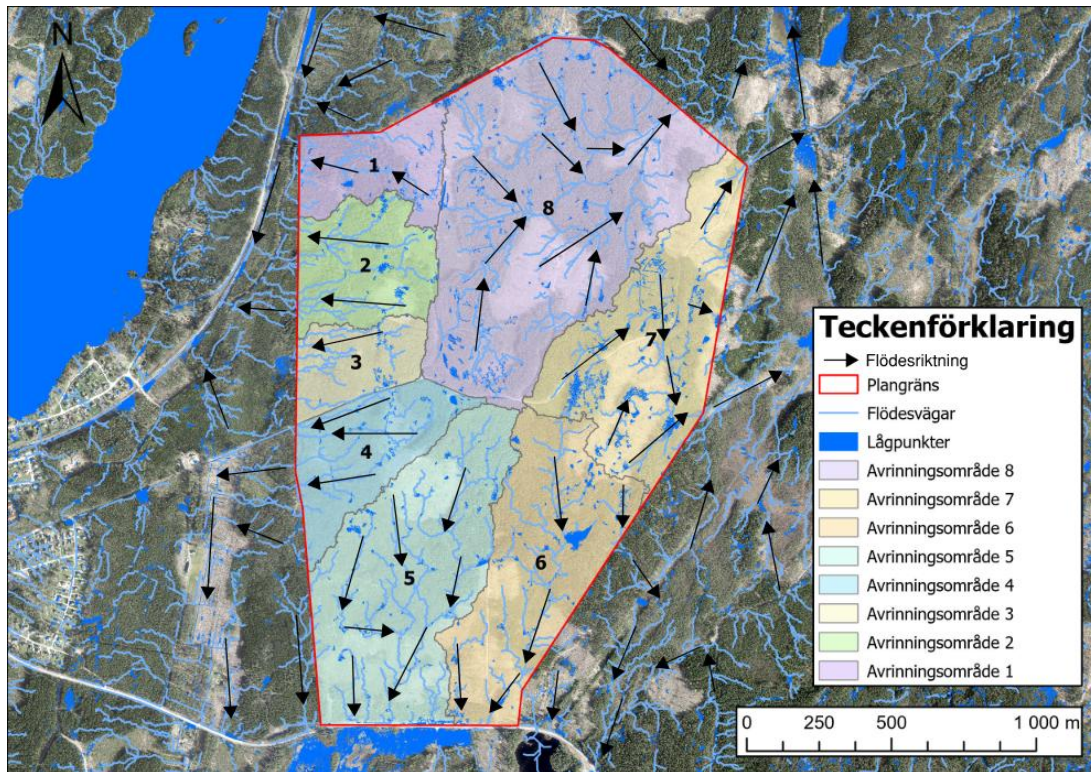 N
1
8
2
3
7
4
5
6
Teckenförklaring
Flödesriktning
Plangräns
Flödesvägar
Lågpunkter
Avrinningsområde 8
Avrinningsområde 7
Avrinningsområde 6
Avrinningsområde 5
Avrinningsområde 4
Avrinningsområde 3
Avrinningsområde 2
Avrinningsområde 1
0 250 500 1 000 m